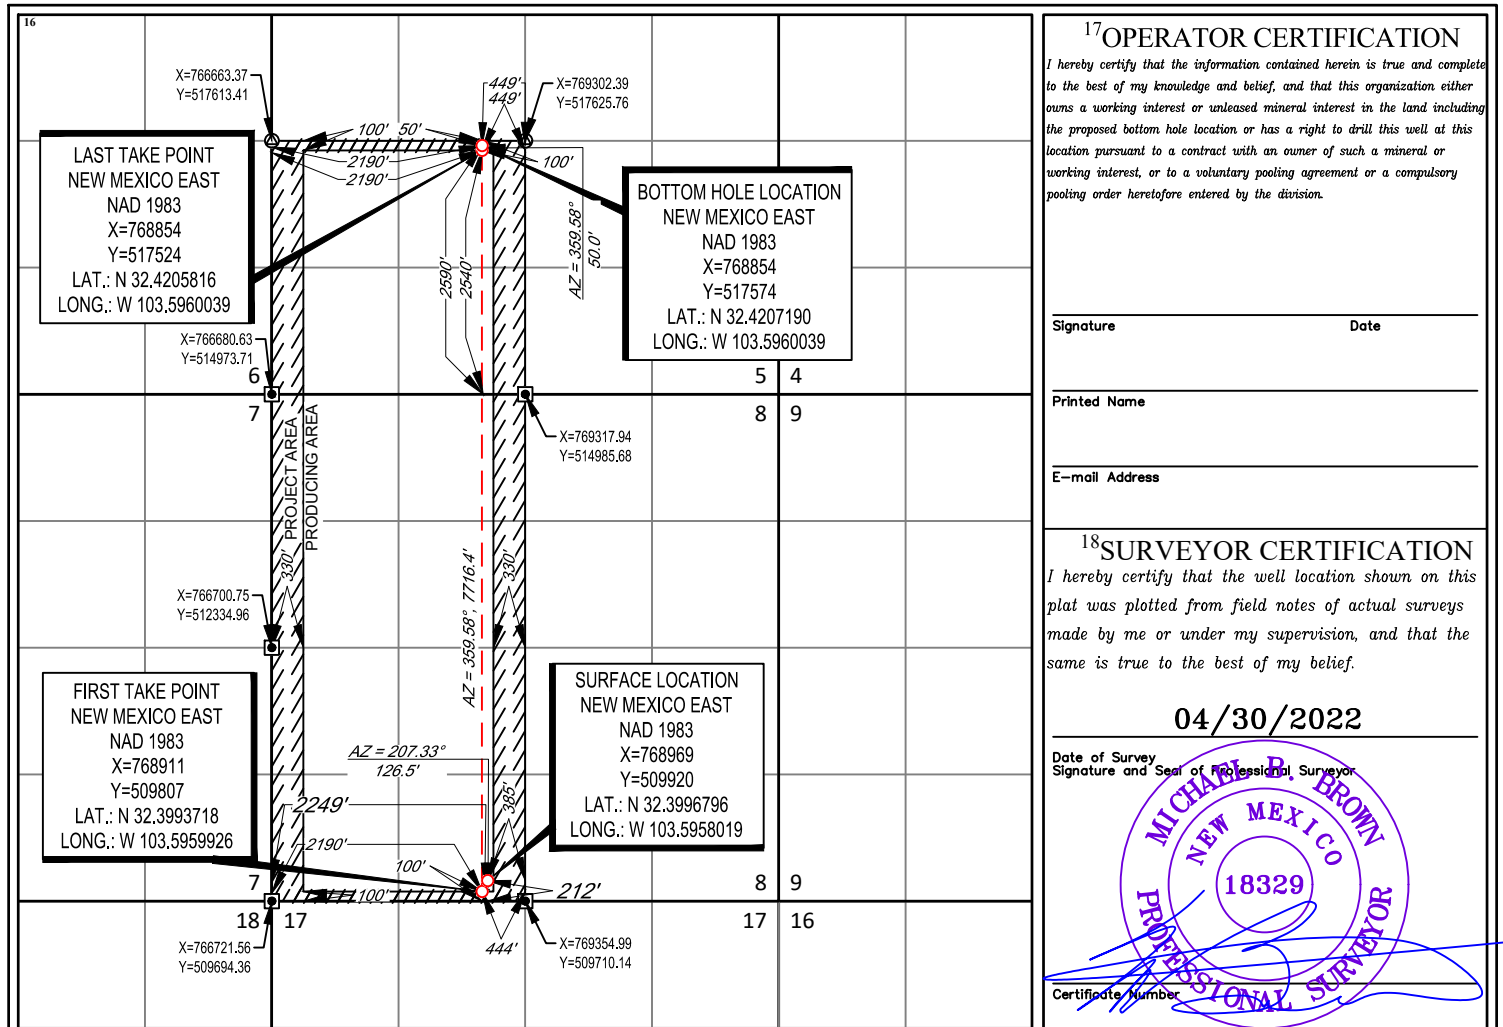 16
X=766663.37
Y=517613.41
449'
449'
X=769302.39
Y=517625.76
100' 50'
2190'
2190'
100'
LAST TAKE POINT
NEW MEXICO EAST
NAD 1983
X=768854
Y=517524
LAT.: N 32.4205816
LONG.: W 103.5960039
BOTTOM HOLE LOCATION
NEW MEXICO EAST
NAD 1983
X=768854
Y=517574
LAT.: N 32.4207190
LONG.: W 103.5960039
2590'
2540'
AZ = 359.58°
50.0'
X=766680.63
Y=514973.71
6
7
5 4
8 9
X=769317.94
Y=514985.68
PROJECT AREA
PRODUCING AREA
330'
330'
AZ = 359.58°, 7716.4'
X=766700.75
Y=512334.96
FIRST TAKE POINT
NEW MEXICO EAST
NAD 1983
X=768911
Y=509807
LAT.: N 32.3993718
LONG.: W 103.5959926
SURFACE LOCATION
NEW MEXICO EAST
NAD 1983
X=768969
Y=509920
LAT.: N 32.3996796
LONG.: W 103.5958019
AZ = 207.33°
126.5'
2249'
385'
2190'
100'
100'
212'
444'
7
18 17
8 9
17 16
X=766721.56
Y=509694.36
X=769354.99
Y=509710.14
17OPERATOR CERTIFICATION
I hereby certify that the information contained herein is true and complete
to the best of my knowledge and belief, and that this organization either
owns a working interest or unleased mineral interest in the land including
the proposed bottom hole location or has a right to drill this well at this
location pursuant to a contract with an owner of such a mineral or
working interest, or to a voluntary pooling agreement or a compulsory
pooling order heretofore entered by the division.
Signature Date
Printed Name
E-mail Address
18SURVEYOR CERTIFICATION
I hereby certify that the well location shown on this
plat was plotted from field notes of actual surveys
made by me or under my supervision, and that the
same is true to the best of my belief.
04/30/2022
Date of Survey
Signature and Seal of Professional Surveyor
MICHAEL B. BROWN
NEW MEXICO
18329
PROFESSIONAL SURVEYOR
Certificate Number